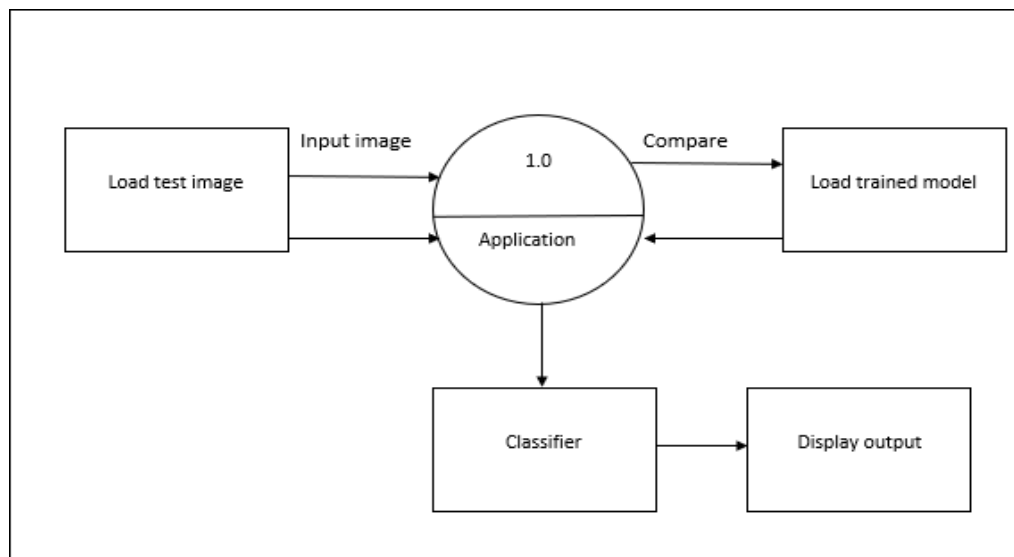 Input image
Compare
1.0
Load test image
Load trained model
Application
Classifier
Display output